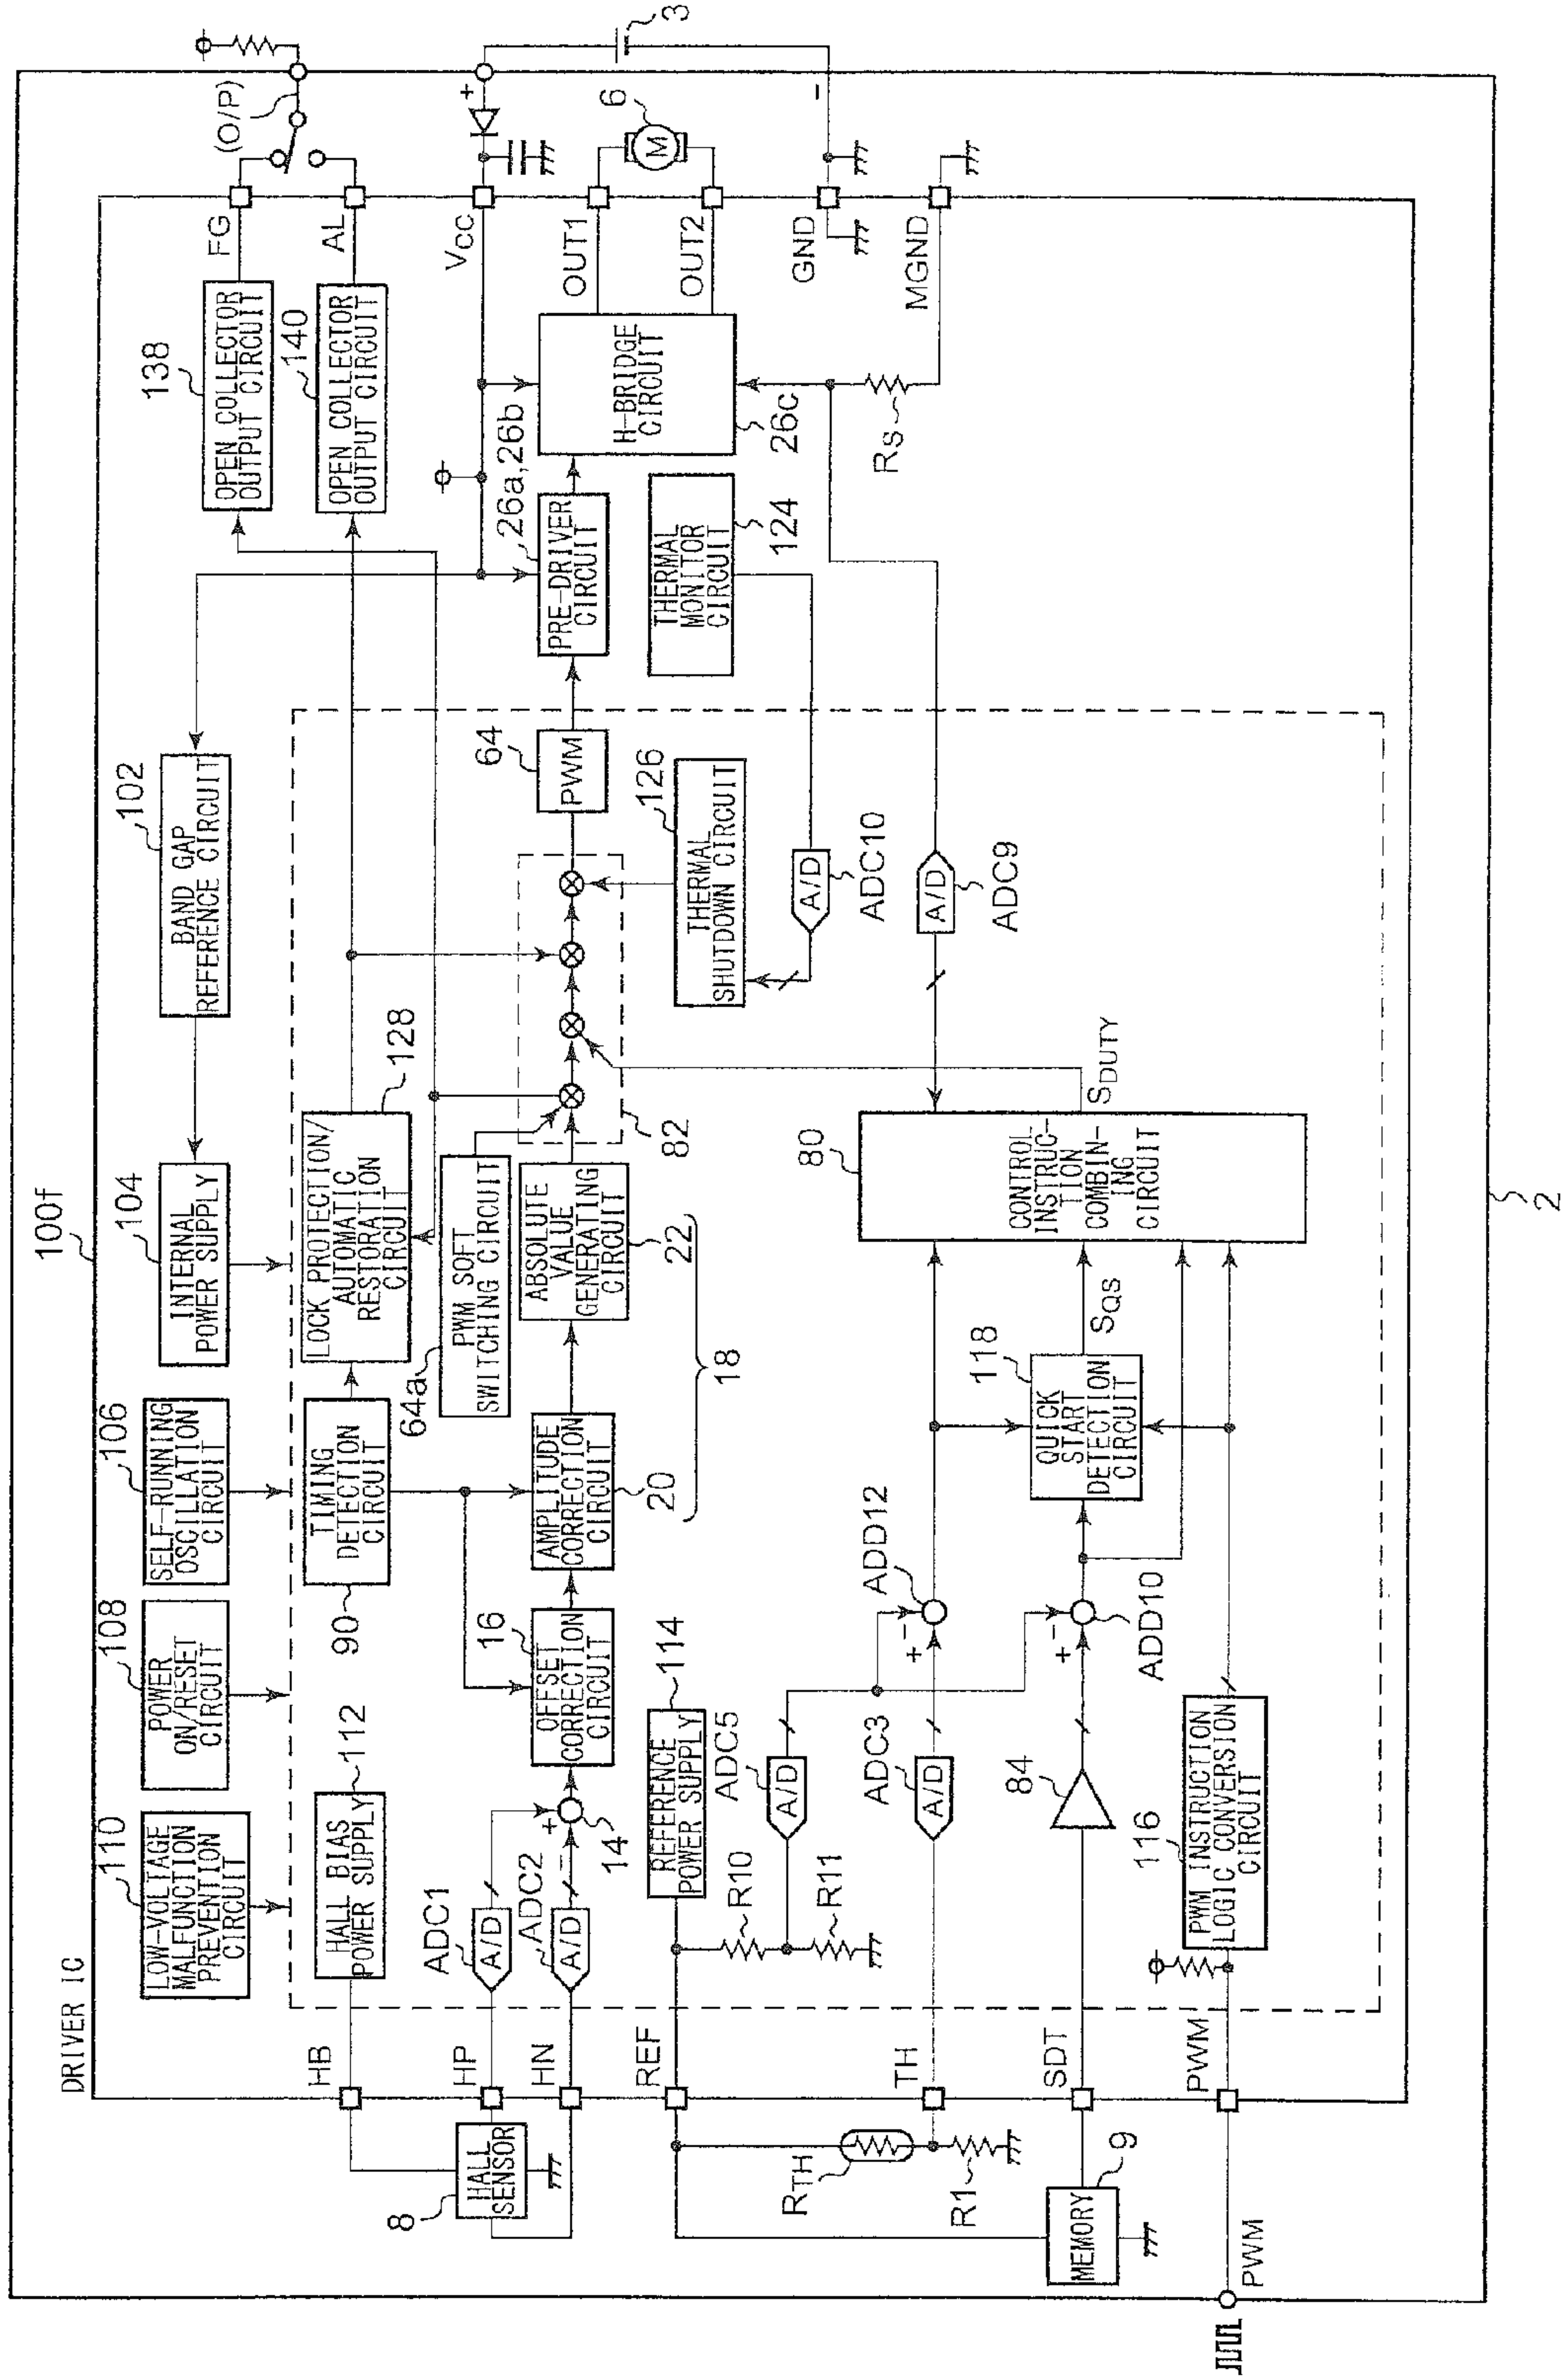 DRIVER IC
100f
2
110
LOW-VOLTAGE
MALFUNCTION
PREVENTION
CIRCUIT
108
POWER
ON/RESET
CIRCUIT
106
SELF-RUNNING
OSCILLATION
CIRCUIT
104
INTERNAL
POWER SUPPLY
102
BAND GAP
REFERENCE CIRCUIT
138
OPEN COLLECTOR
OUTPUT CIRCUIT
140
OPEN COLLECTOR
OUTPUT CIRCUIT
FG
AL
(O/P)
HB
112
HALL BIAS
POWER SUPPLY
90
TIMING
DETECTION
CIRCUIT
128
LOCK PROTECTION/
AUTOMATIC
RESTORATION
CIRCUIT
8
HALL
SENSOR
HP
HN
ADC1
A/D
ADC2
A/D
+
-
14
16
OFFSET
CORRECTION
CIRCUIT
AMPLITUDE
CORRECTION
CIRCUIT
20
64a
PWM SOFT
SWITCHING CIRCUIT
ABSOLUTE
VALUE
GENERATING
CIRCUIT
22
18
82
64
PWM
26a,26b
PRE-DRIVER
CIRCUIT
H-BRIDGE
CIRCUIT
26c
VCC
+
3
-
OUT1
OUT2
6
M
GND
MGND
RS
THERMAL
MONITOR
CIRCUIT
124
126
THERMAL
SHUTDOWN CIRCUIT
A/D
ADC10
A/D
ADC9
REF
114
REFERENCE
POWER SUPPLY
R10
R11
ADC5
A/D
RTH
R1
TH
ADC3
A/D
+
-
ADD12
9
MEMORY
SDT
84
+
-
ADD10
118
QUICK
START
DETECTION
CIRCUIT
SQS
80
CONTROL
INSTRUC-
TION
COMBIN-
ING
CIRCUIT
SDUTY
PWM
PWM
116
PWM INSTRUCTION
LOGIC CONVERSION
CIRCUIT